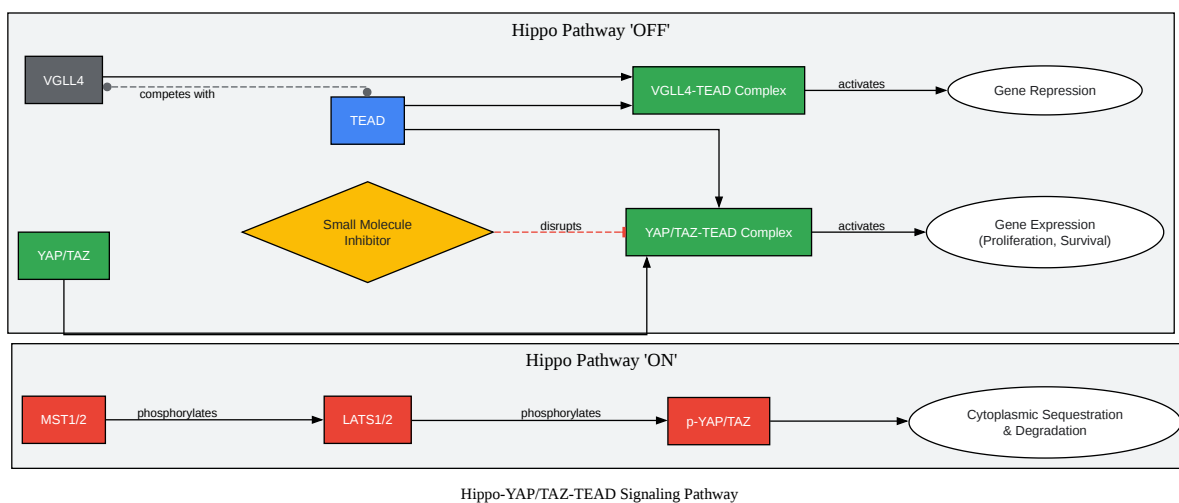 Hippo Pathway 'OFF'
VGLL4
competes with
TEAD
VGLL4-TEAD Complex
activates
Gene Repression
Small Molecule
Inhibitor
disrupts
YAP/TAZ
YAP/TAZ-TEAD Complex
activates
Gene Expression
(Proliferation, Survival)
Hippo Pathway 'ON'
MST1/2
phosphorylates
LATS1/2
phosphorylates
p-YAP/TAZ
Cytoplasmic Sequestration
& Degradation
Hippo-YAP/TAZ-TEAD Signaling Pathway